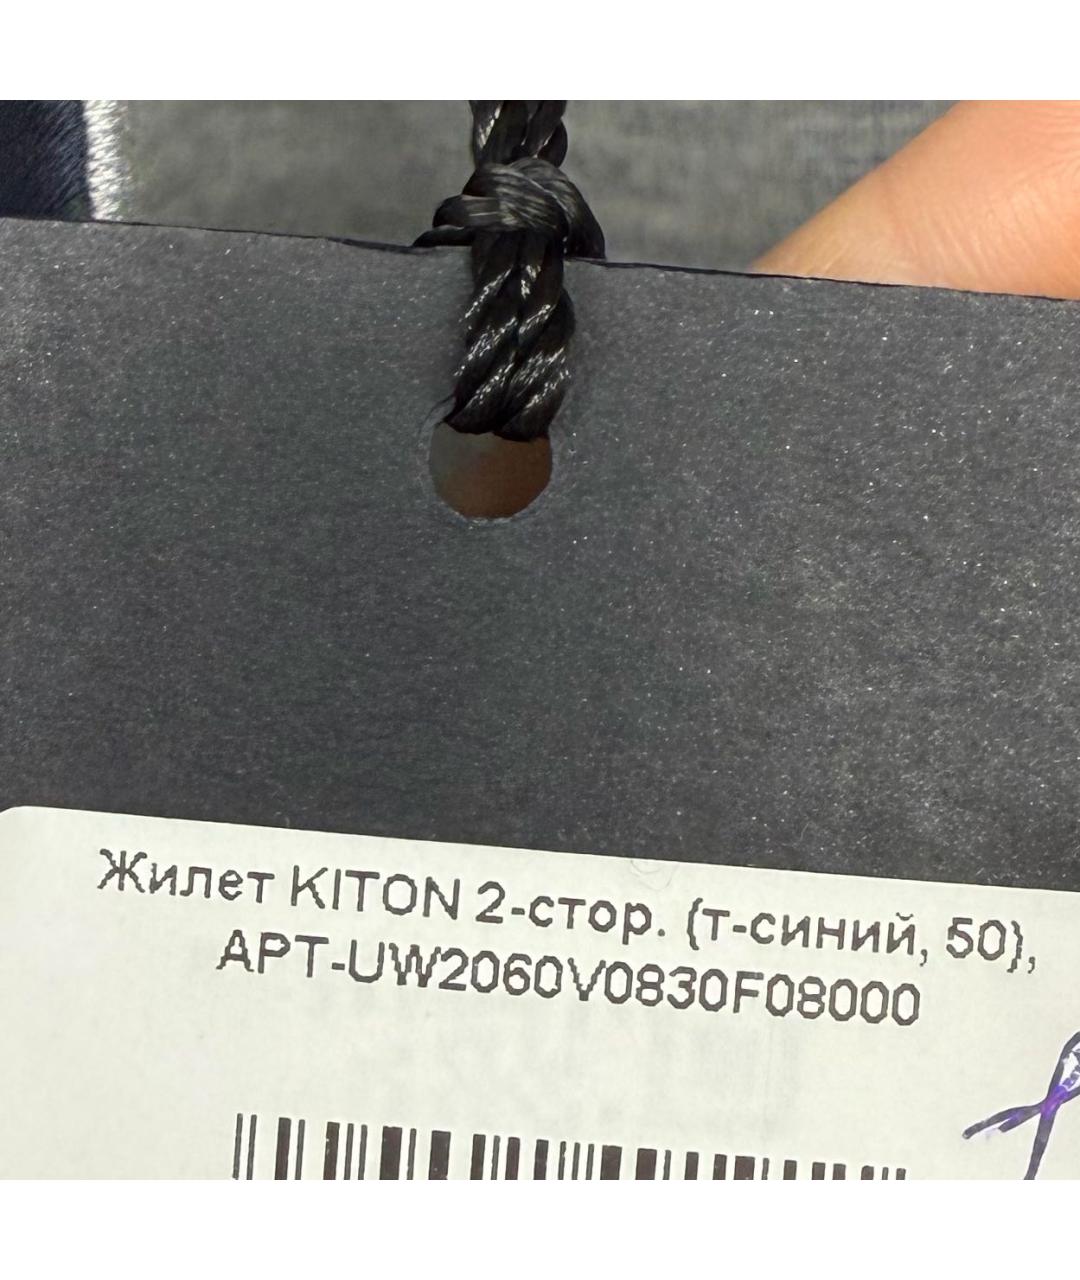 Жилет KITON 2-стор. (т-синий, 50),
АРТ-UW2060V0830F08000